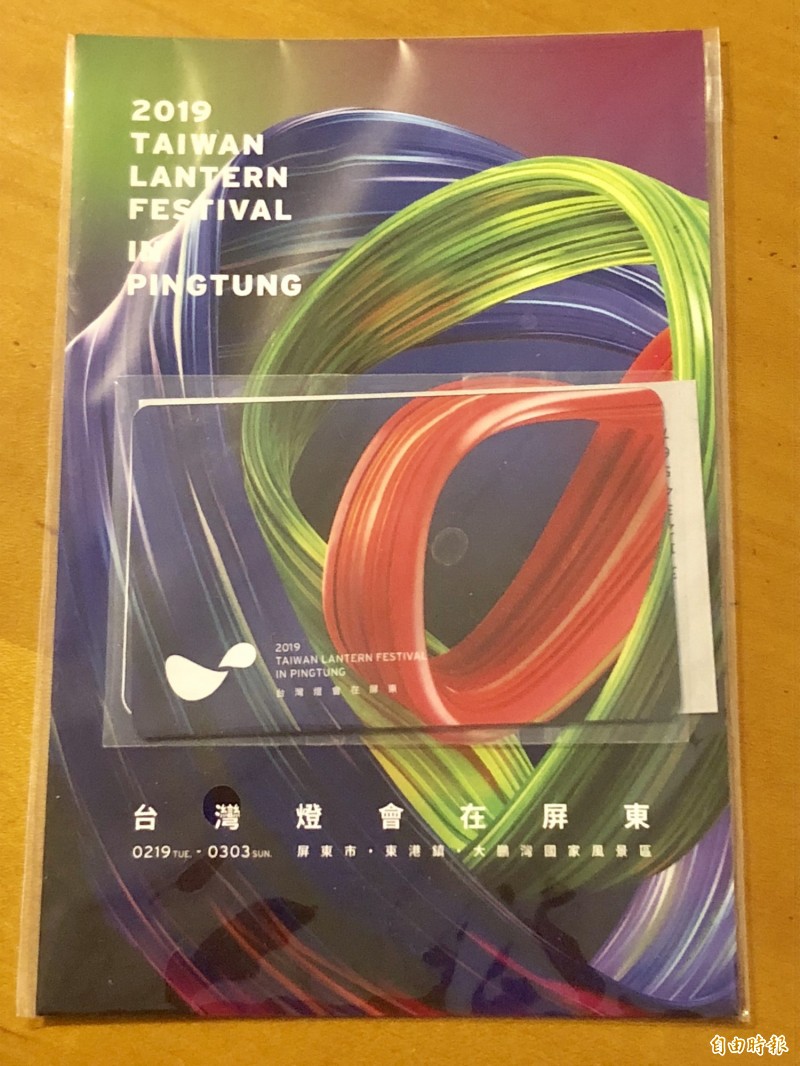 2019
TAIWAN
LANTERN
FESTIVAL
IN
PINGTUNG
2019
TAIWAN LANTERN FESTIVAL
IN PINGTUNG
台灣燈會在屏東
台灣燈會在屏東
0219 TUE. - 0303 SUN. 屏東市・東港鎮・大鵬灣國家風景區
自由時報